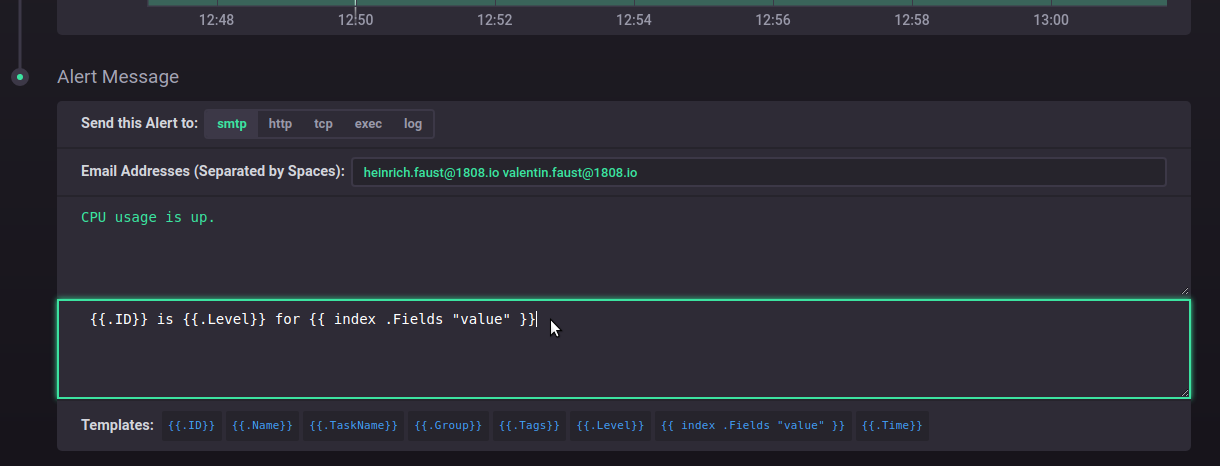 12:48 12:50 12:52 12:54 12:56 12:58 13:00
Alert Message
Send this Alert to: smtp http tcp exec log
Email Addresses (Separated by Spaces): heinrich.faust@1808.io valentin.faust@1808.io
CPU usage is up.
{{.ID}} is {{.Level}} for {{ index .Fields "value" }}
Templates: {{.ID}} {{.Name}} {{.TaskName}} {{.Group}} {{.Tags}} {{.Level}} {{ index .Fields "value" }} {{.Time}}